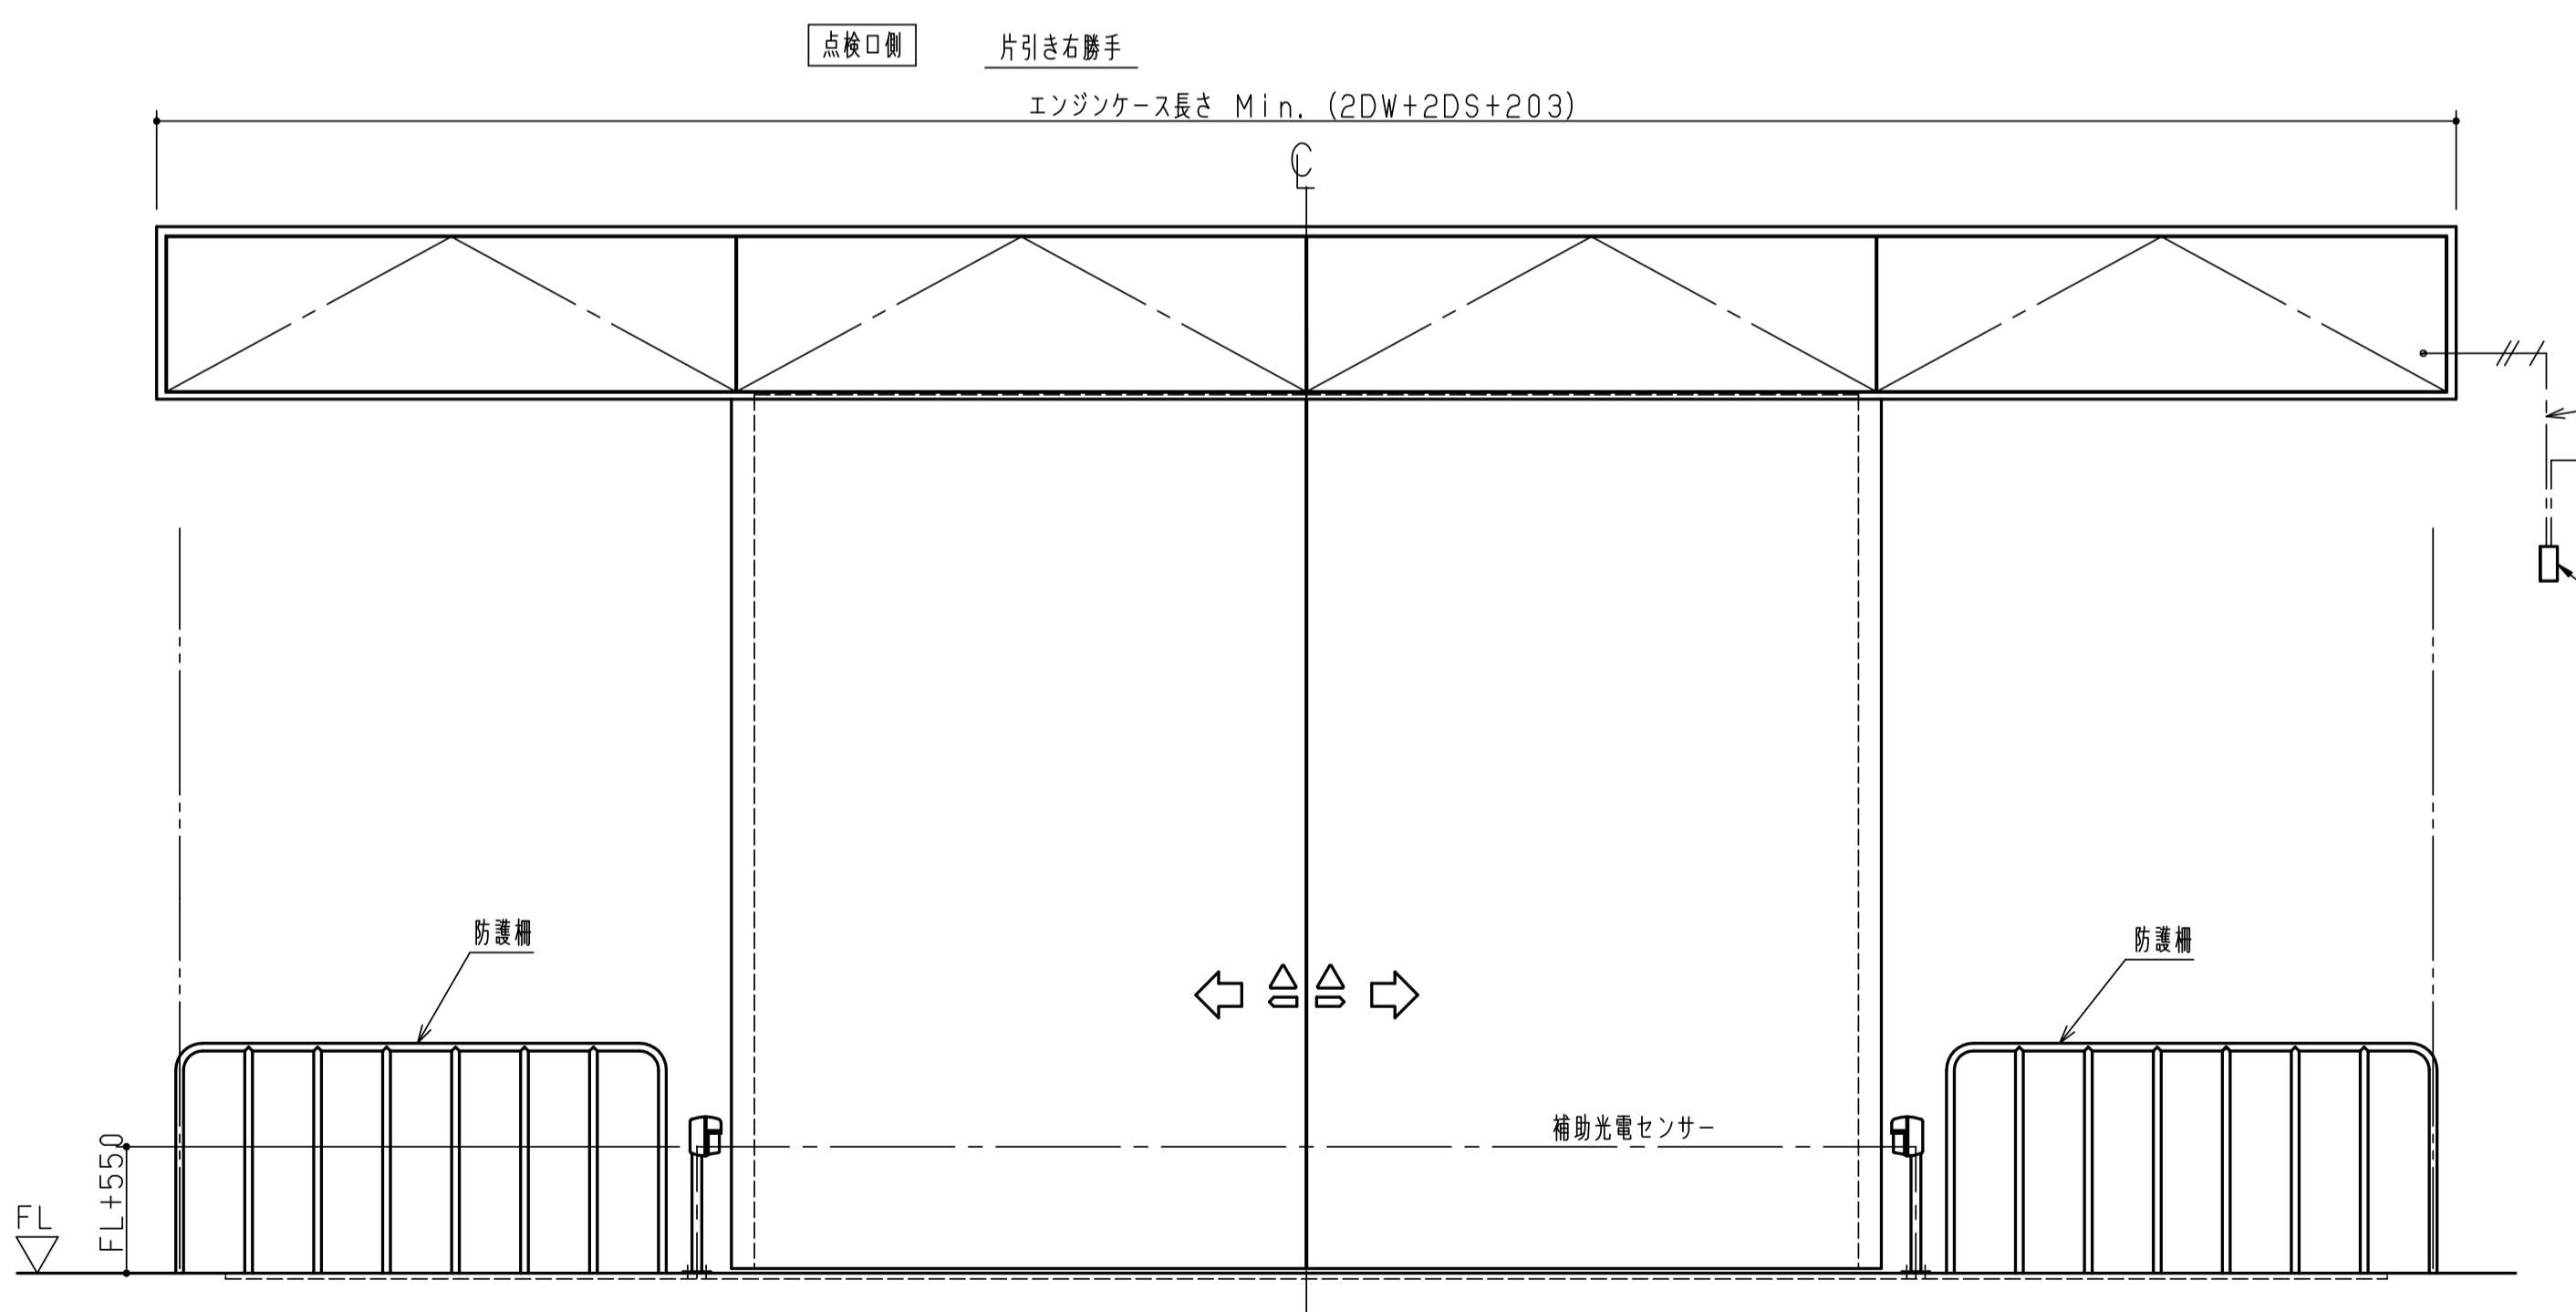 点検口側
片引き右勝手
エンジンケース長さ Min. (2DW+2DS+203)
℄
防護柵
防護柵
補助光電センサー
FL+550
FL